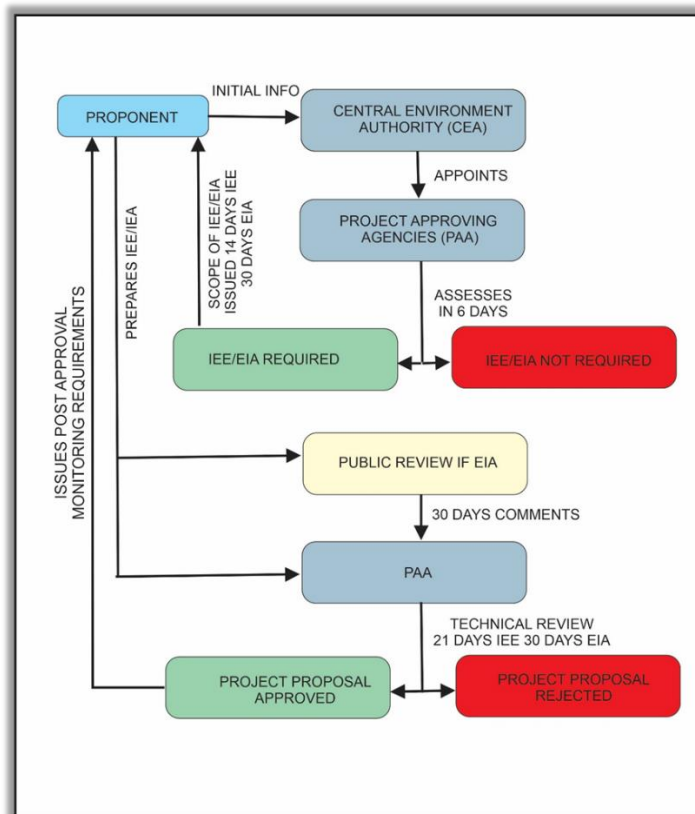 INITIAL INFO
PROPONENT
CENTRAL ENVIRONMENT
AUTHORITY (CEA)
APPOINTS
PROJECT APPROVING
AGENCIES (PAA)
PREPARES IEE/IEA
SCOPE OF IEE/EIA
ISSUED 14 DAYS IEE
30 DAYS EIA
ASSESSES
IN 6 DAYS
IEE/EIA REQUIRED
IEE/EIA NOT REQUIRED
ISSUES POST APPROVAL
MONITORING REQUIREMENTS
PUBLIC REVIEW IF EIA
30 DAYS COMMENTS
PAA
TECHNICAL REVIEW
21 DAYS IEE 30 DAYS EIA
PROJECT PROPOSAL
APPROVED
PROJECT PROPOSAL
REJECTED